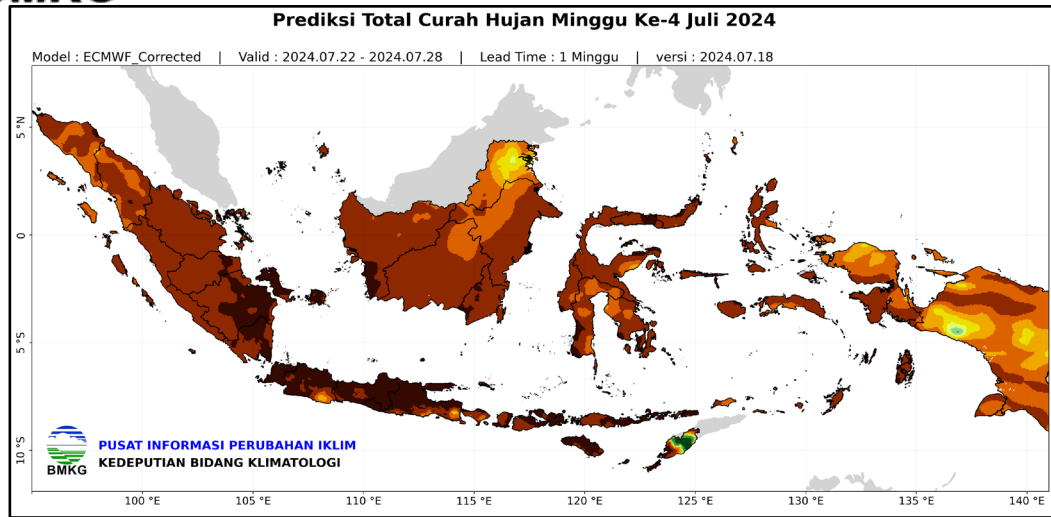 Prediksi Total Curah Hujan Minggu Ke-4 Juli 2024
Model : ECMWF_Corrected | Valid : 2024.07.22 - 2024.07.28 | Lead Time : 1 Minggu | versi : 2024.07.18
5 °N
0
5 °S
10 °S
BMKG
PUSAT INFORMASI PERUBAHAN IKLIM
KEDEPUTIAN BIDANG KLIMATOLOGI
100 °E 105 °E 110 °E 115 °E 120 °E 125 °E 130 °E 135 °E 140 °E